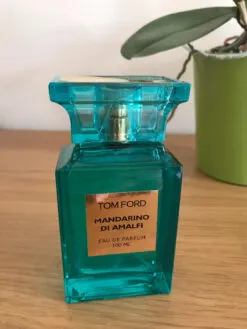 TOM FORD
MANDARINO
DI AMALFI
EAU DE PARFUM
100 ML